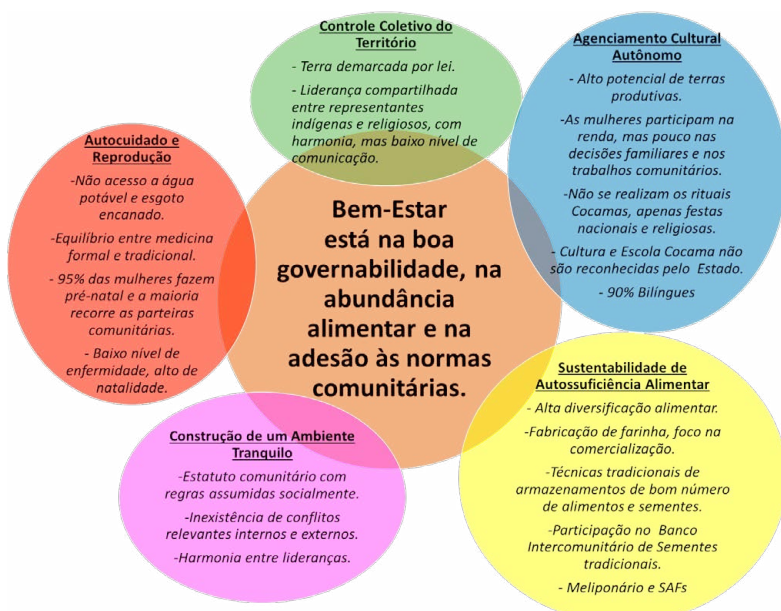 Controle Coletivo do
Território
- Terra demarcada por lei.
- Liderança compartilhada
entre representantes
indígenas e religiosos, com
harmonia, mas baixo nível de
comunicação.
Agenciamento Cultural
Autônomo
- Alto potencial de terras
produtivas.
-As mulheres participam na
renda, mas pouco nas
decisões familiares e nos
trabalhos comunitários.
-Não se realizam os rituais
Cocamas, apenas festas
nacionais e religiosas.
- Cultura e Escola Cocama não
são reconhecidas pelo Estado.
- 90% Bilíngues
Autocuidado e
Reprodução
-Não acesso a água
potável e esgoto
encanado.
-Equilíbrio entre medicina
formal e tradicional.
- 95% das mulheres fazem
pré-natal e a maioria
recorre as parteiras
comunitárias.
- Baixo nível de
enfermidade, alto de
natalidade.
Bem-Estar
está na boa
governabilidade, na
abundância
alimentar e na
adesão às normas
comunitárias.
Sustentabilidade de
Autossuficiência Alimentar
- Alta diversificação alimentar.
-Fabricação de farinha, foco na
comercialização.
-Técnicas tradicionais de
armazenamentos de bom número
de alimentos e sementes.
-Participação no Banco
Intercomunitário de Sementes
tradicionais.
- Meliponário e SAFs
Construção de um Ambiente
Tranquilo
-Estatuto comunitário com
regras assumidas socialmente.
-Inexistência de conflitos
relevantes internos e externos.
-Harmonia entre lideranças.